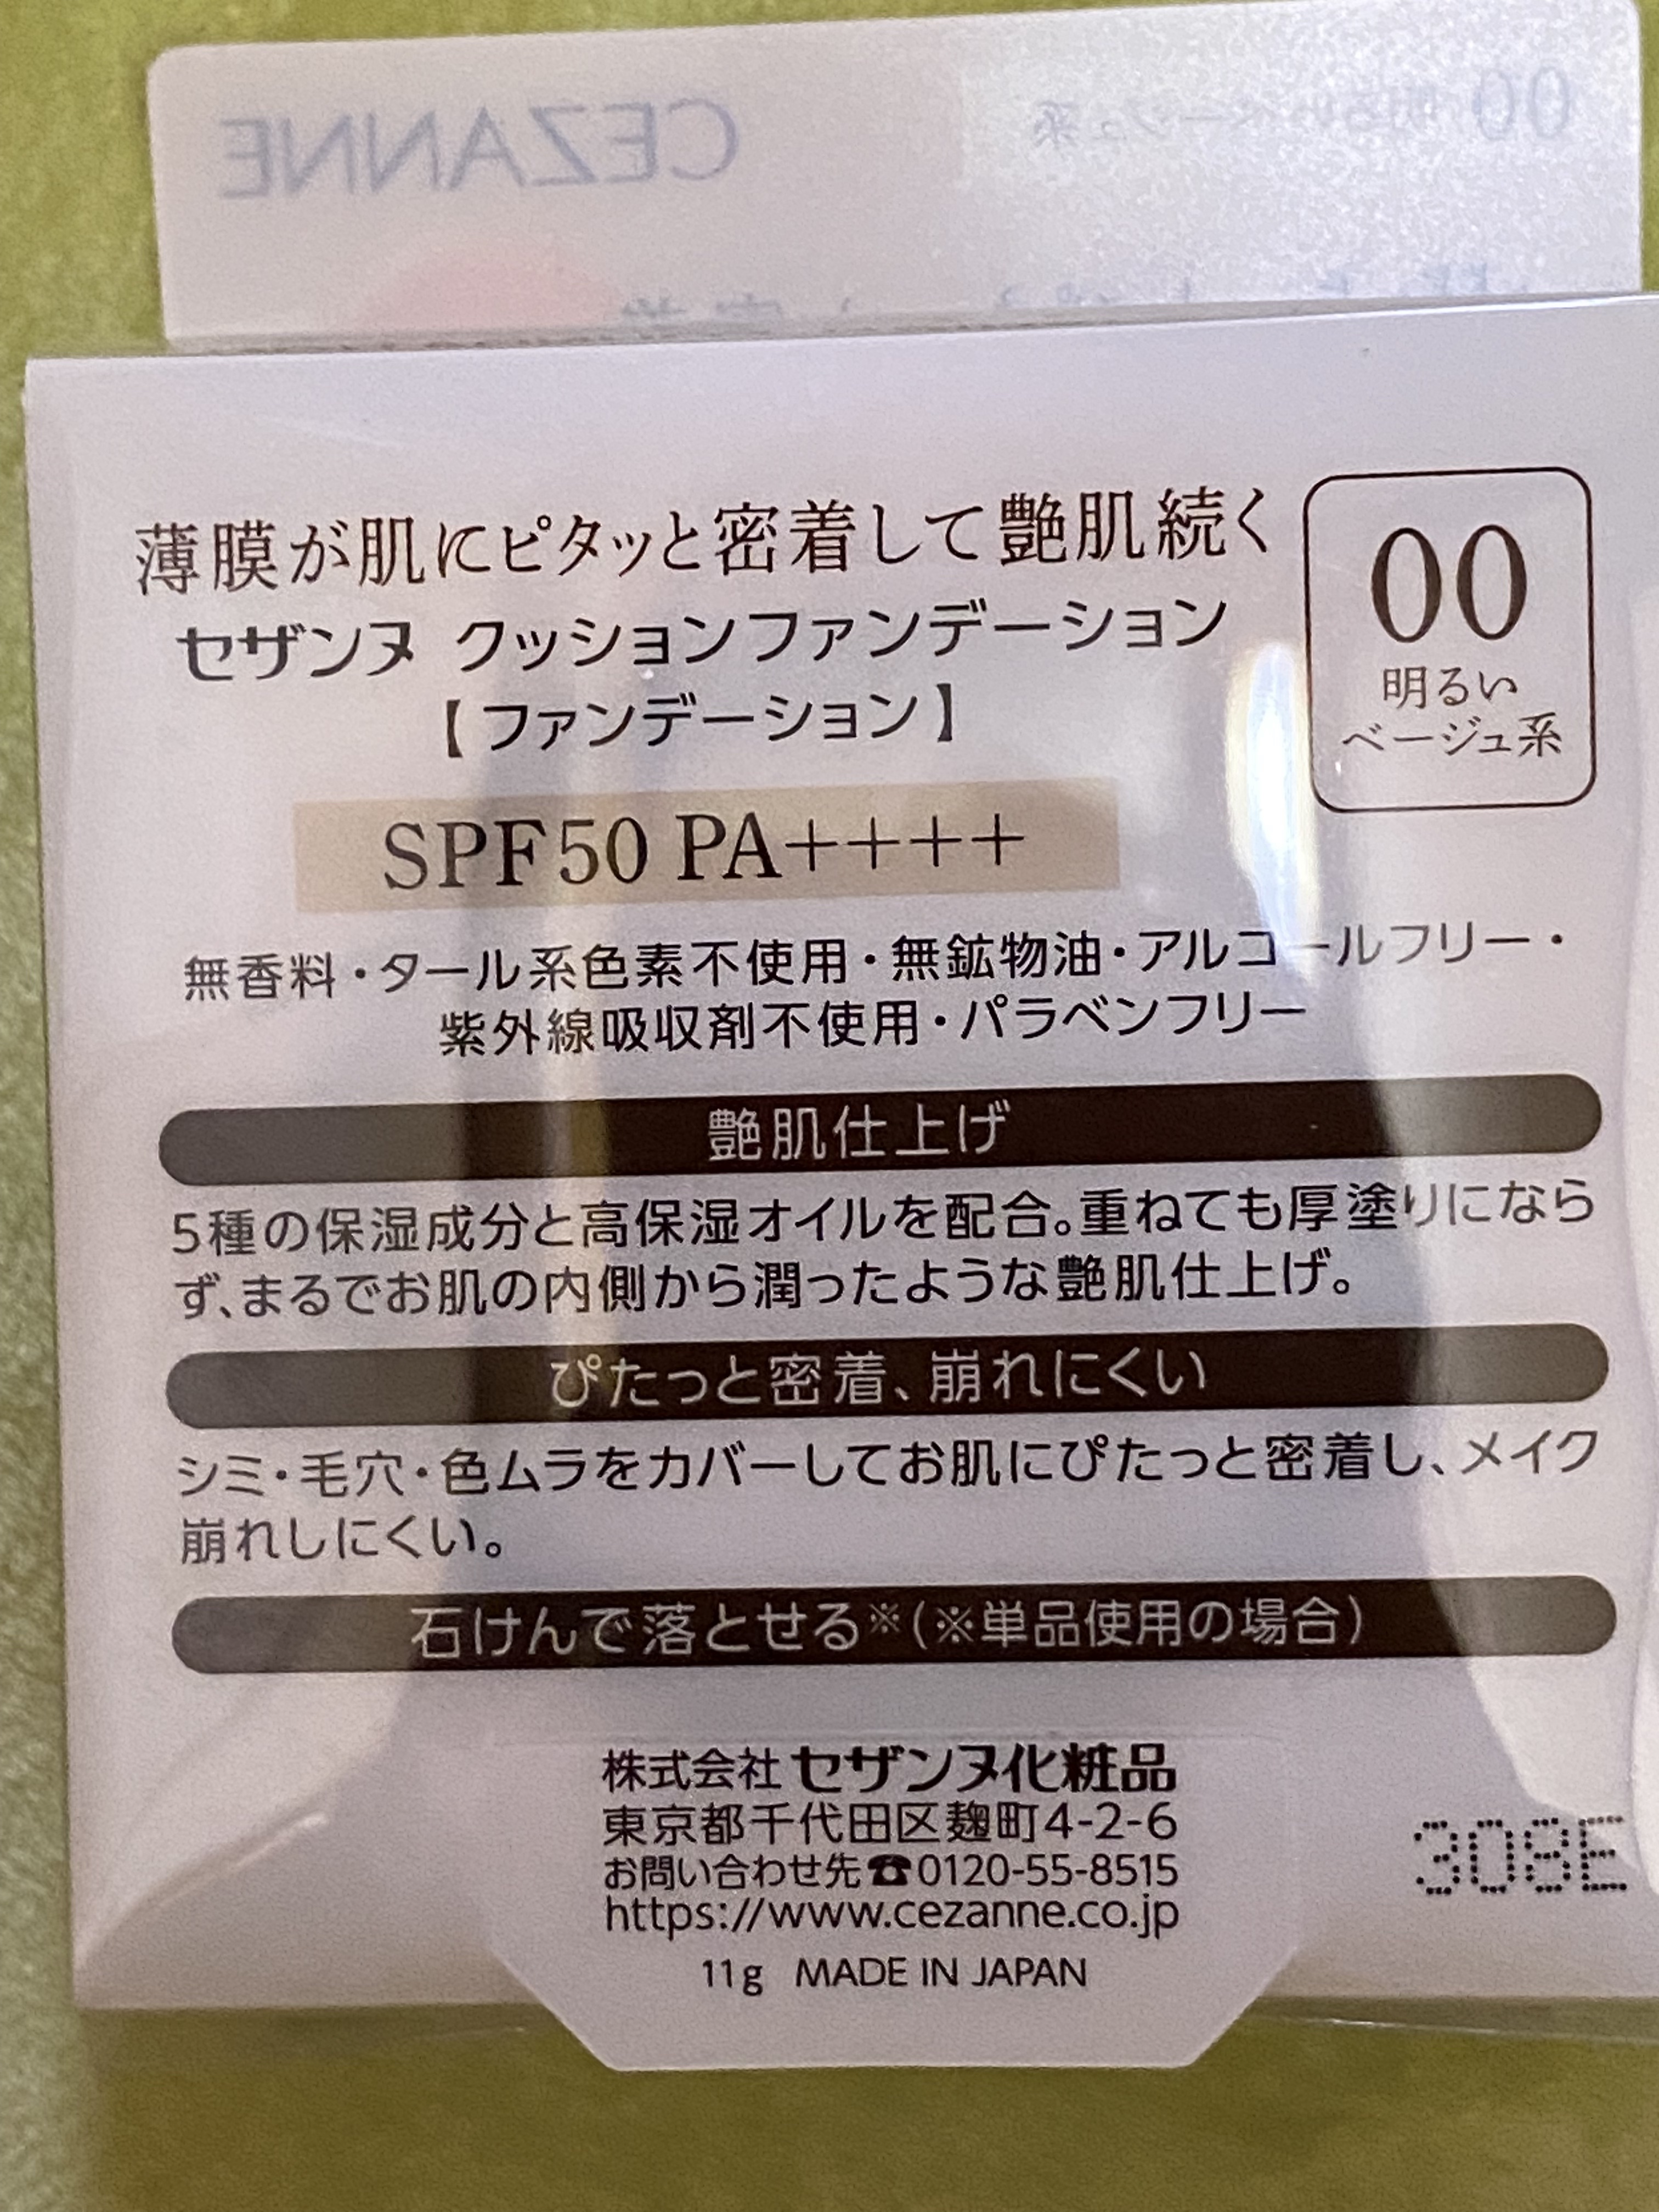 CEZANNE
00 明るいベージュ系
薄膜が肌にピタッと密着して艶肌続く
セザンヌ クッションファンデーション
【ファンデーション】
00
明るい
ベージュ系
SPF50 PA++++
無香料・タール系色素不使用・無鉱物油・アルコールフリー・
紫外線吸収剤不使用・パラベンフリー
艶肌仕上げ
5種の保湿成分と高保湿オイルを配合。重ねても厚塗りになら
ず、まるでお肌の内側から潤ったような艶肌仕上げ。
ぴたっと密着、崩れにくい
シミ・毛穴・色ムラをカバーしてお肌にぴたっと密着し、メイク
崩れしにくい。
石けんで落とせる※(※単品使用の場合)
株式会社 セザンヌ化粧品
東京都千代田区麹町4-2-6
お問い合わせ先☎0120-55-8515
https://www.cezanne.co.jp
11g MADE IN JAPAN
309E